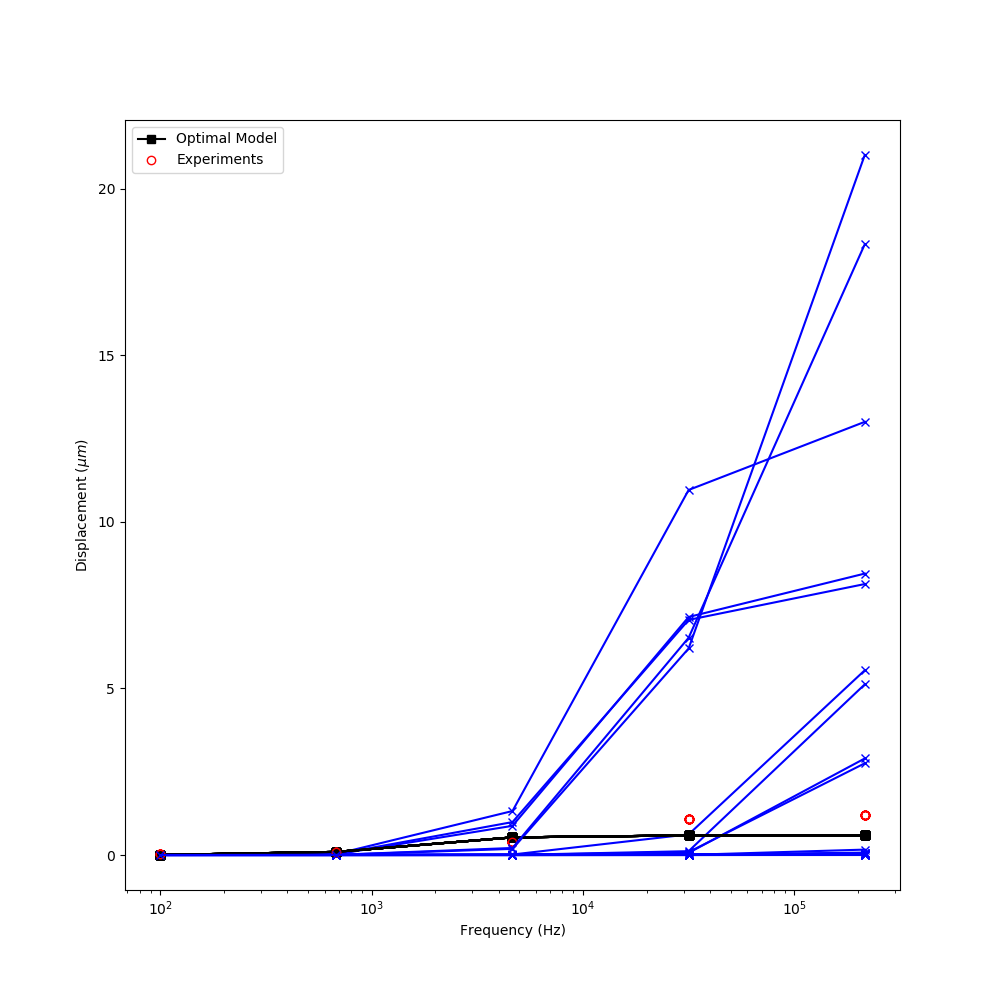 Optimal Model
Experiments
20
15
10
5
0
Displacement (μm)
10²
10³
10⁴
10⁵
Frequency (Hz)